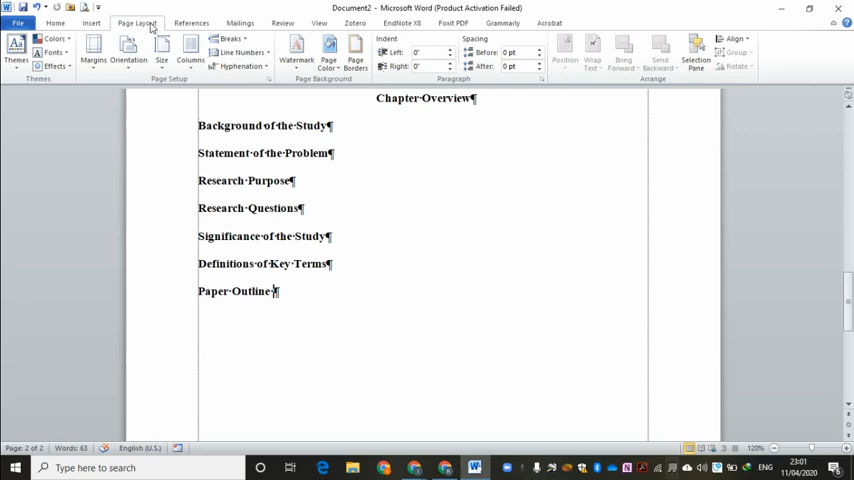 Document2 - Microsoft Word (Product Activation Failed)
File Home Insert Page Layout References Mailings Review View Zotero EndNote X8 Foxit PDF Grammarly Acrobat
Themes Colors Fonts Effects Margins Orientation Size Columns Breaks Line Numbers Hyphenation Watermark Page Color Page Borders Indent Left: 0" Right: 0" Spacing Before: 0 pt After: 0 pt Position Wrap Text Bring Forward Send Backward Selection Pane Align Group Rotate
Themes Page Setup Page Background Paragraph Arrange
Chapter·Overview¶
Background·of·the·Study¶
Statement·of·the·Problem¶
Research·Purpose¶
Research·Questions¶
Significance·of·the·Study¶
Definitions·of·Key·Terms¶
Paper·Outline·¶
Page: 2 of 2 Words: 63 English (U.S.) 120%
Type here to search ENG 23:01
11/04/2020